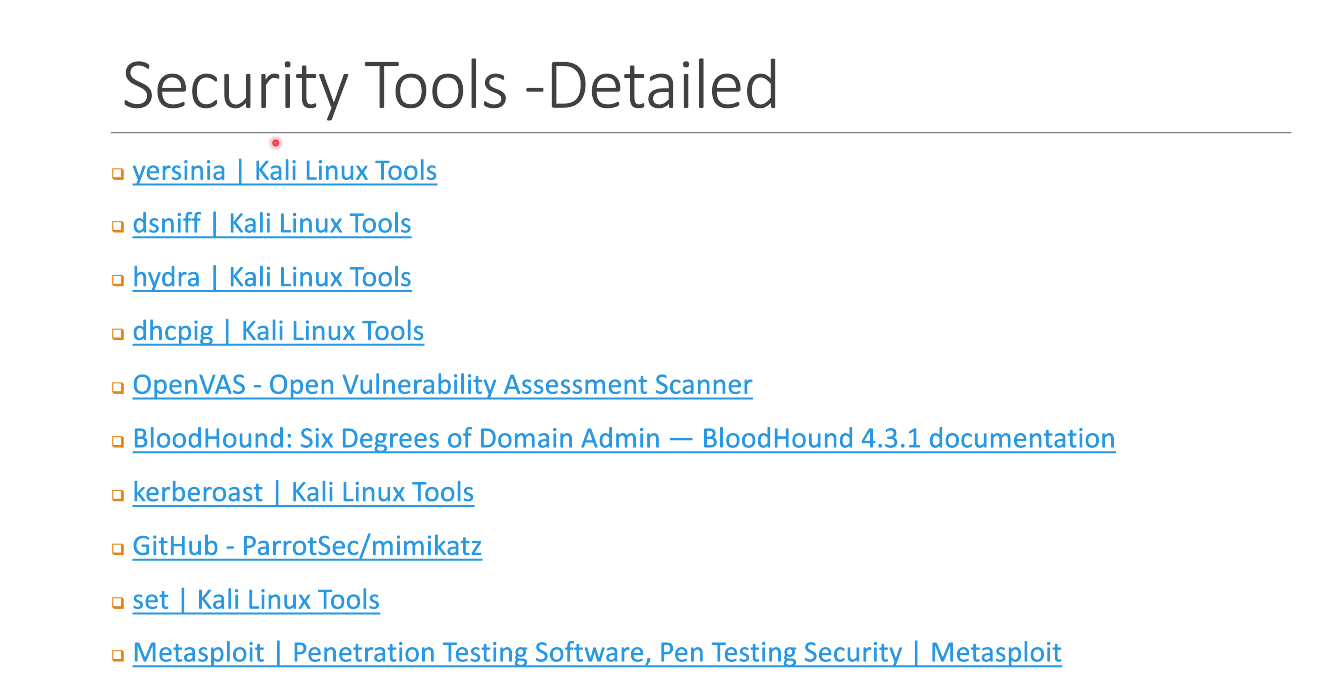 Security Tools -Detailed
yersinia | Kali Linux Tools
dsniff | Kali Linux Tools
hydra | Kali Linux Tools
dhcpig | Kali Linux Tools
OpenVAS - Open Vulnerability Assessment Scanner
BloodHound: Six Degrees of Domain Admin — BloodHound 4.3.1 documentation
kerberoast | Kali Linux Tools
GitHub - ParrotSec/mimikatz
set | Kali Linux Tools
Metasploit | Penetration Testing Software, Pen Testing Security | Metasploit